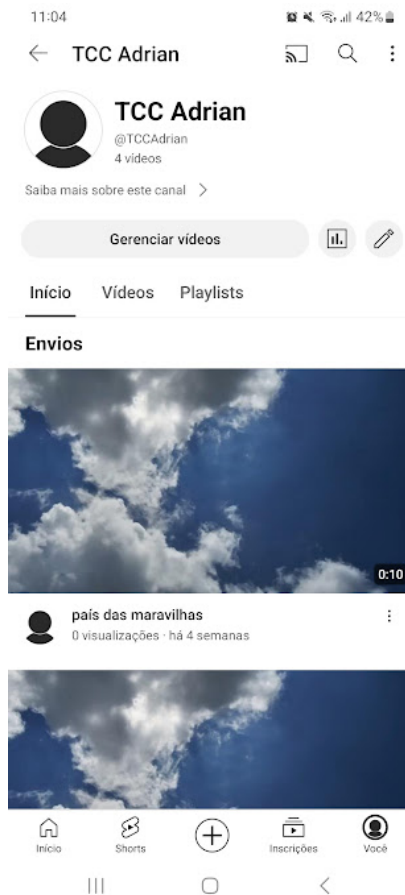 11:04
42%
TCC Adrian
TCC Adrian
@TCCAdrian
4 vídeos
Saiba mais sobre este canal
Gerenciar vídeos
Início Vídeos Playlists
Envios
0:10
país das maravilhas
0 visualizações · há 4 semanas
Início Shorts Inscrições Você